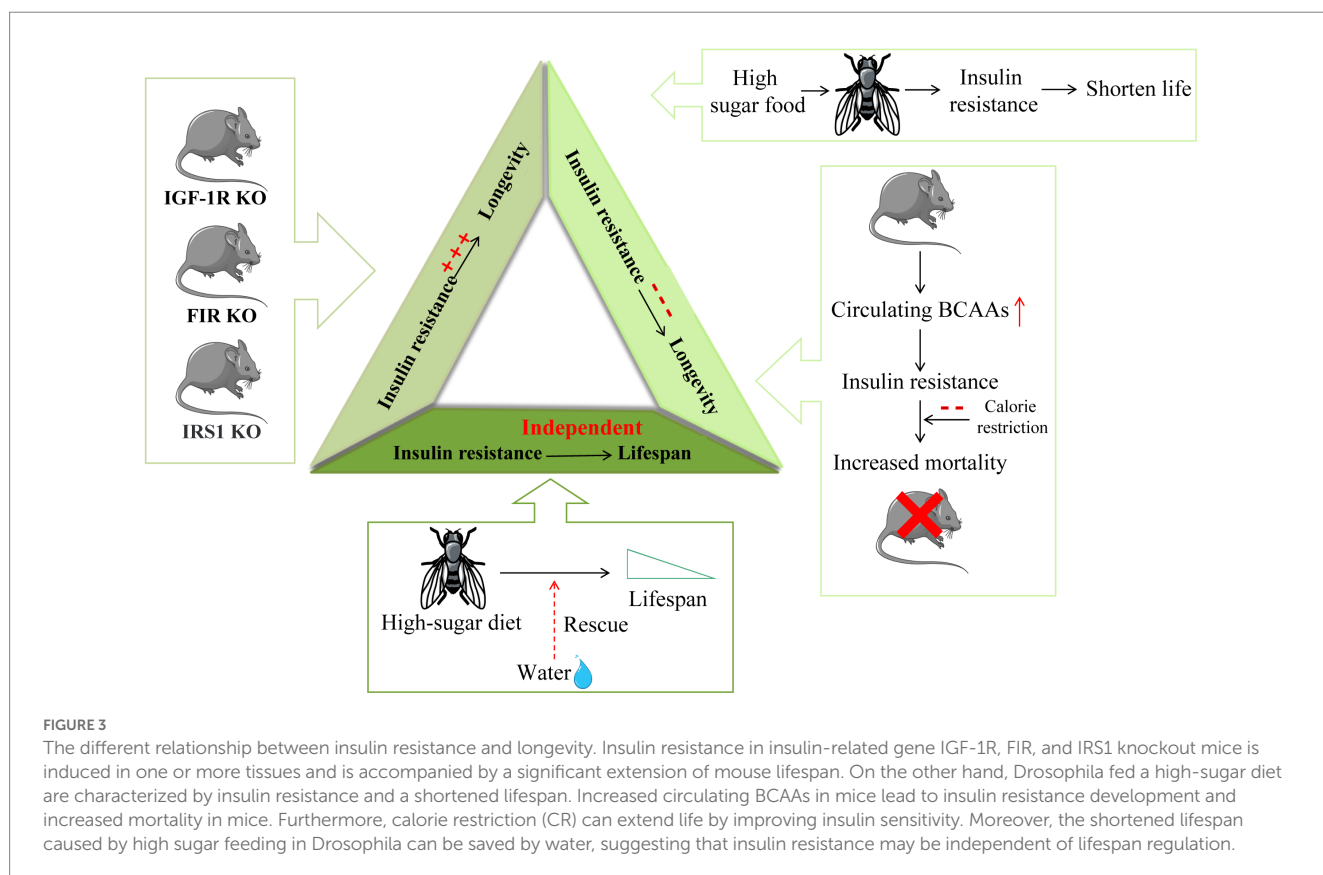 IGF-1R KO
FIR KO
IRS1 KO
Insulin resistance
+++
Longevity
Insulin resistance
---
Longevity
Independent
Insulin resistance
Lifespan
High
sugar food
Insulin
resistance
Shorten life
Circulating BCAAs
Insulin resistance
--
Calorie
restriction
Increased mortality
High-sugar diet
Lifespan
Rescue
Water
FIGURE 3
The different relationship between insulin resistance and longevity. Insulin resistance in insulin-related gene IGF-1R, FIR, and IRS1 knockout mice is
induced in one or more tissues and is accompanied by a significant extension of mouse lifespan. On the other hand, Drosophila fed a high-sugar diet
are characterized by insulin resistance and a shortened lifespan. Increased circulating BCAAs in mice lead to insulin resistance development and
increased mortality in mice. Furthermore, calorie restriction (CR) can extend life by improving insulin sensitivity. Moreover, the shortened lifespan
caused by high sugar feeding in Drosophila can be saved by water, suggesting that insulin resistance may be independent of lifespan regulation.